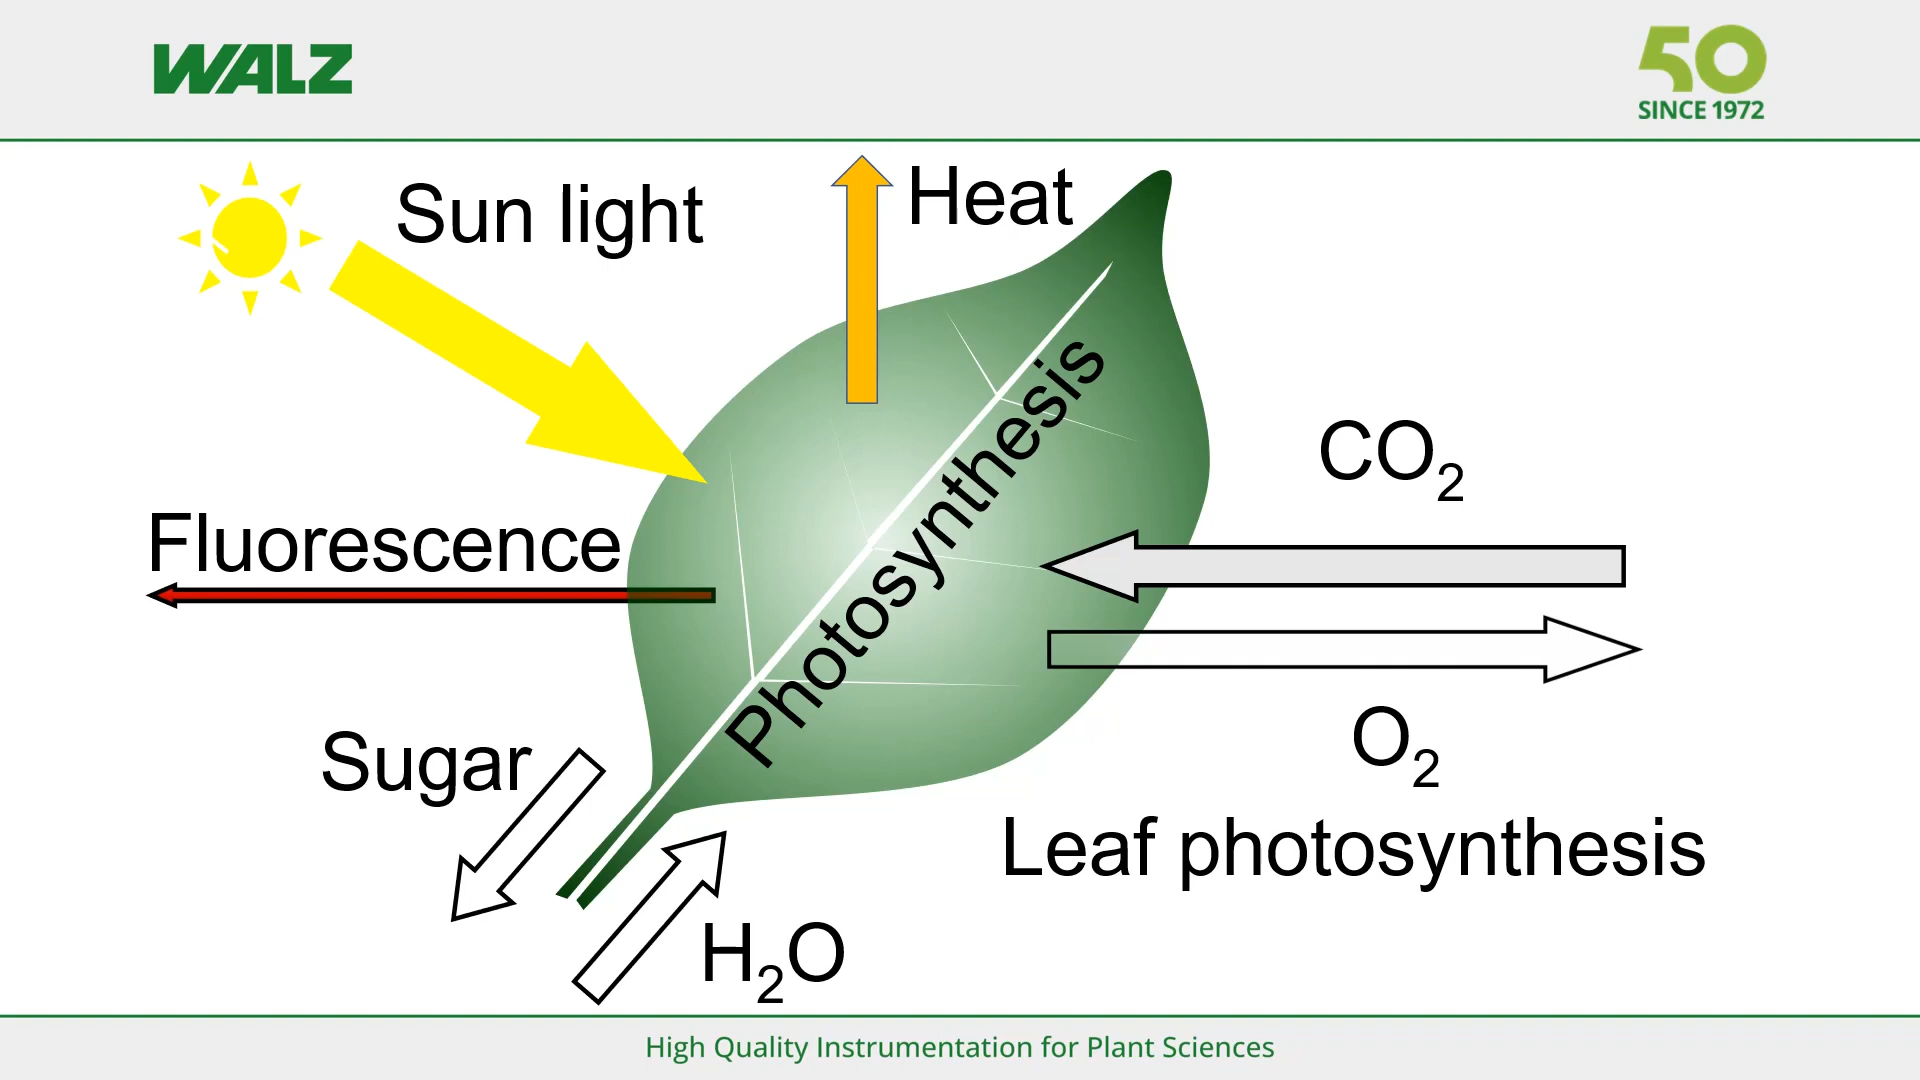 WALZ
50
SINCE 1972
Sun light
Heat
Photosynthesis
CO₂
Fluorescence
O₂
Sugar
Leaf photosynthesis
H₂O
High Quality Instrumentation for Plant Sciences